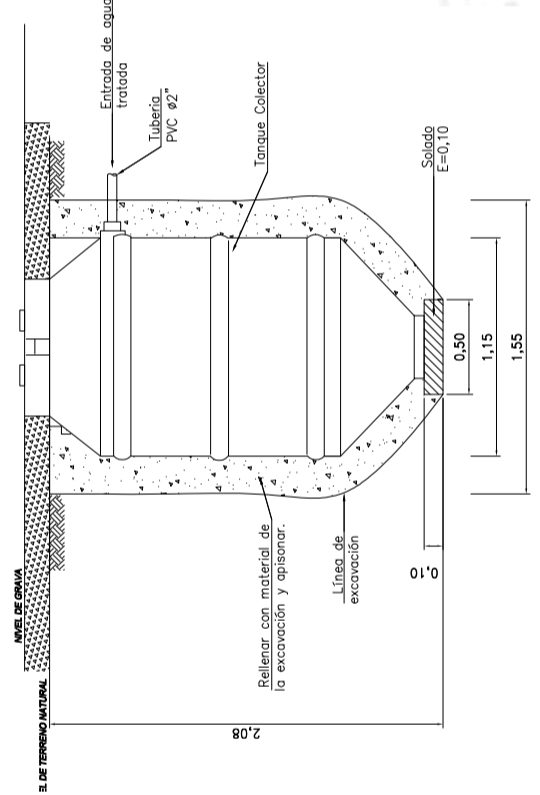 NIVEL DE GRAVA
EL DE TERRENO NATURAL
Entrada de agua
tratada
Tubería
PVC ø2"
Tanque Colector
Solado
E=0,10
Rellenar con material de
la excavación y apisonar.
Línea de
excavación
2,08
0,10
0,50
1,15
1,55